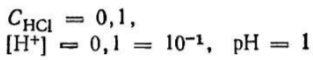 C_HCl = 0,1,
[H⁺] = 0,1 = 10⁻¹, pH = 1